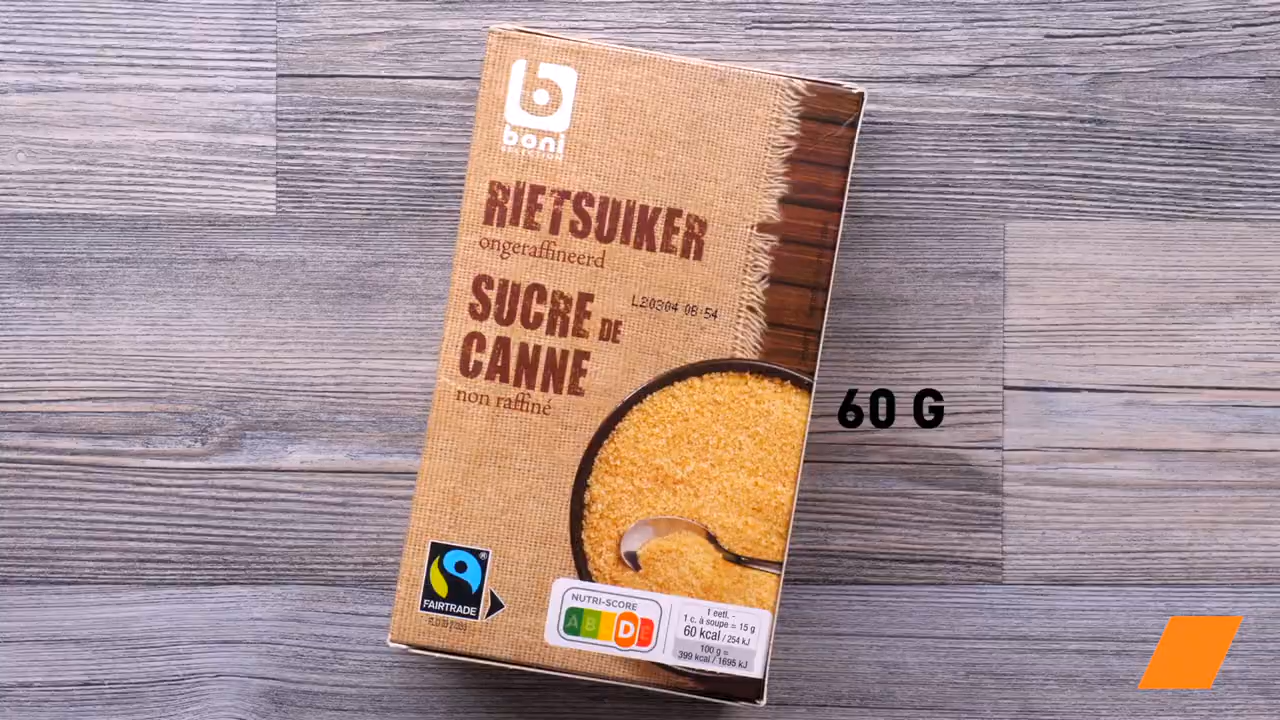 boni
SELECTION
RIETSUIKER
ongeraffineerd
SUCRE DE
CANNE
non raffiné
L20304 08:54
60 G
FAIRTRADE
NUTRI-SCORE
A B C D E
1 eetl. -
1 c. à soupe = 15 g
60 kcal / 254 kJ
100 g =
399 kcal / 1695 kJ